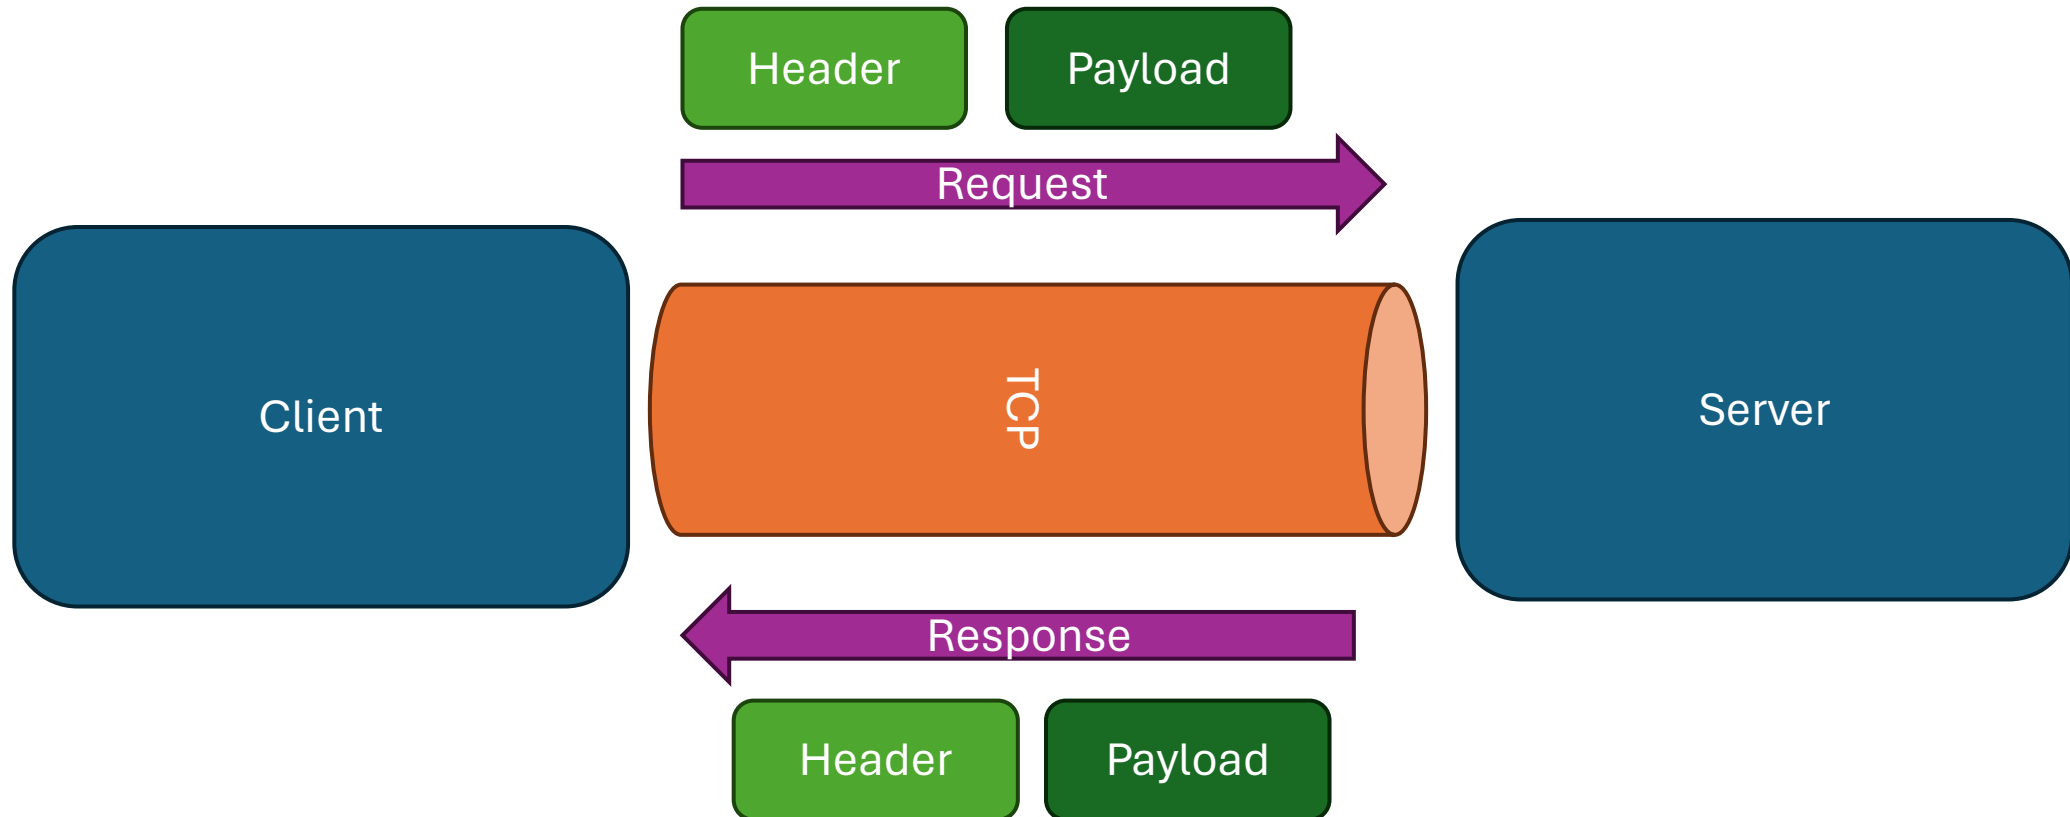 Header
Payload
Request
Client
TCP
Server
Response
Header
Payload